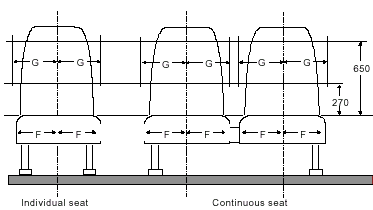 G G G G G G
650
270
F F F F F F
Individual seat Continuous seat